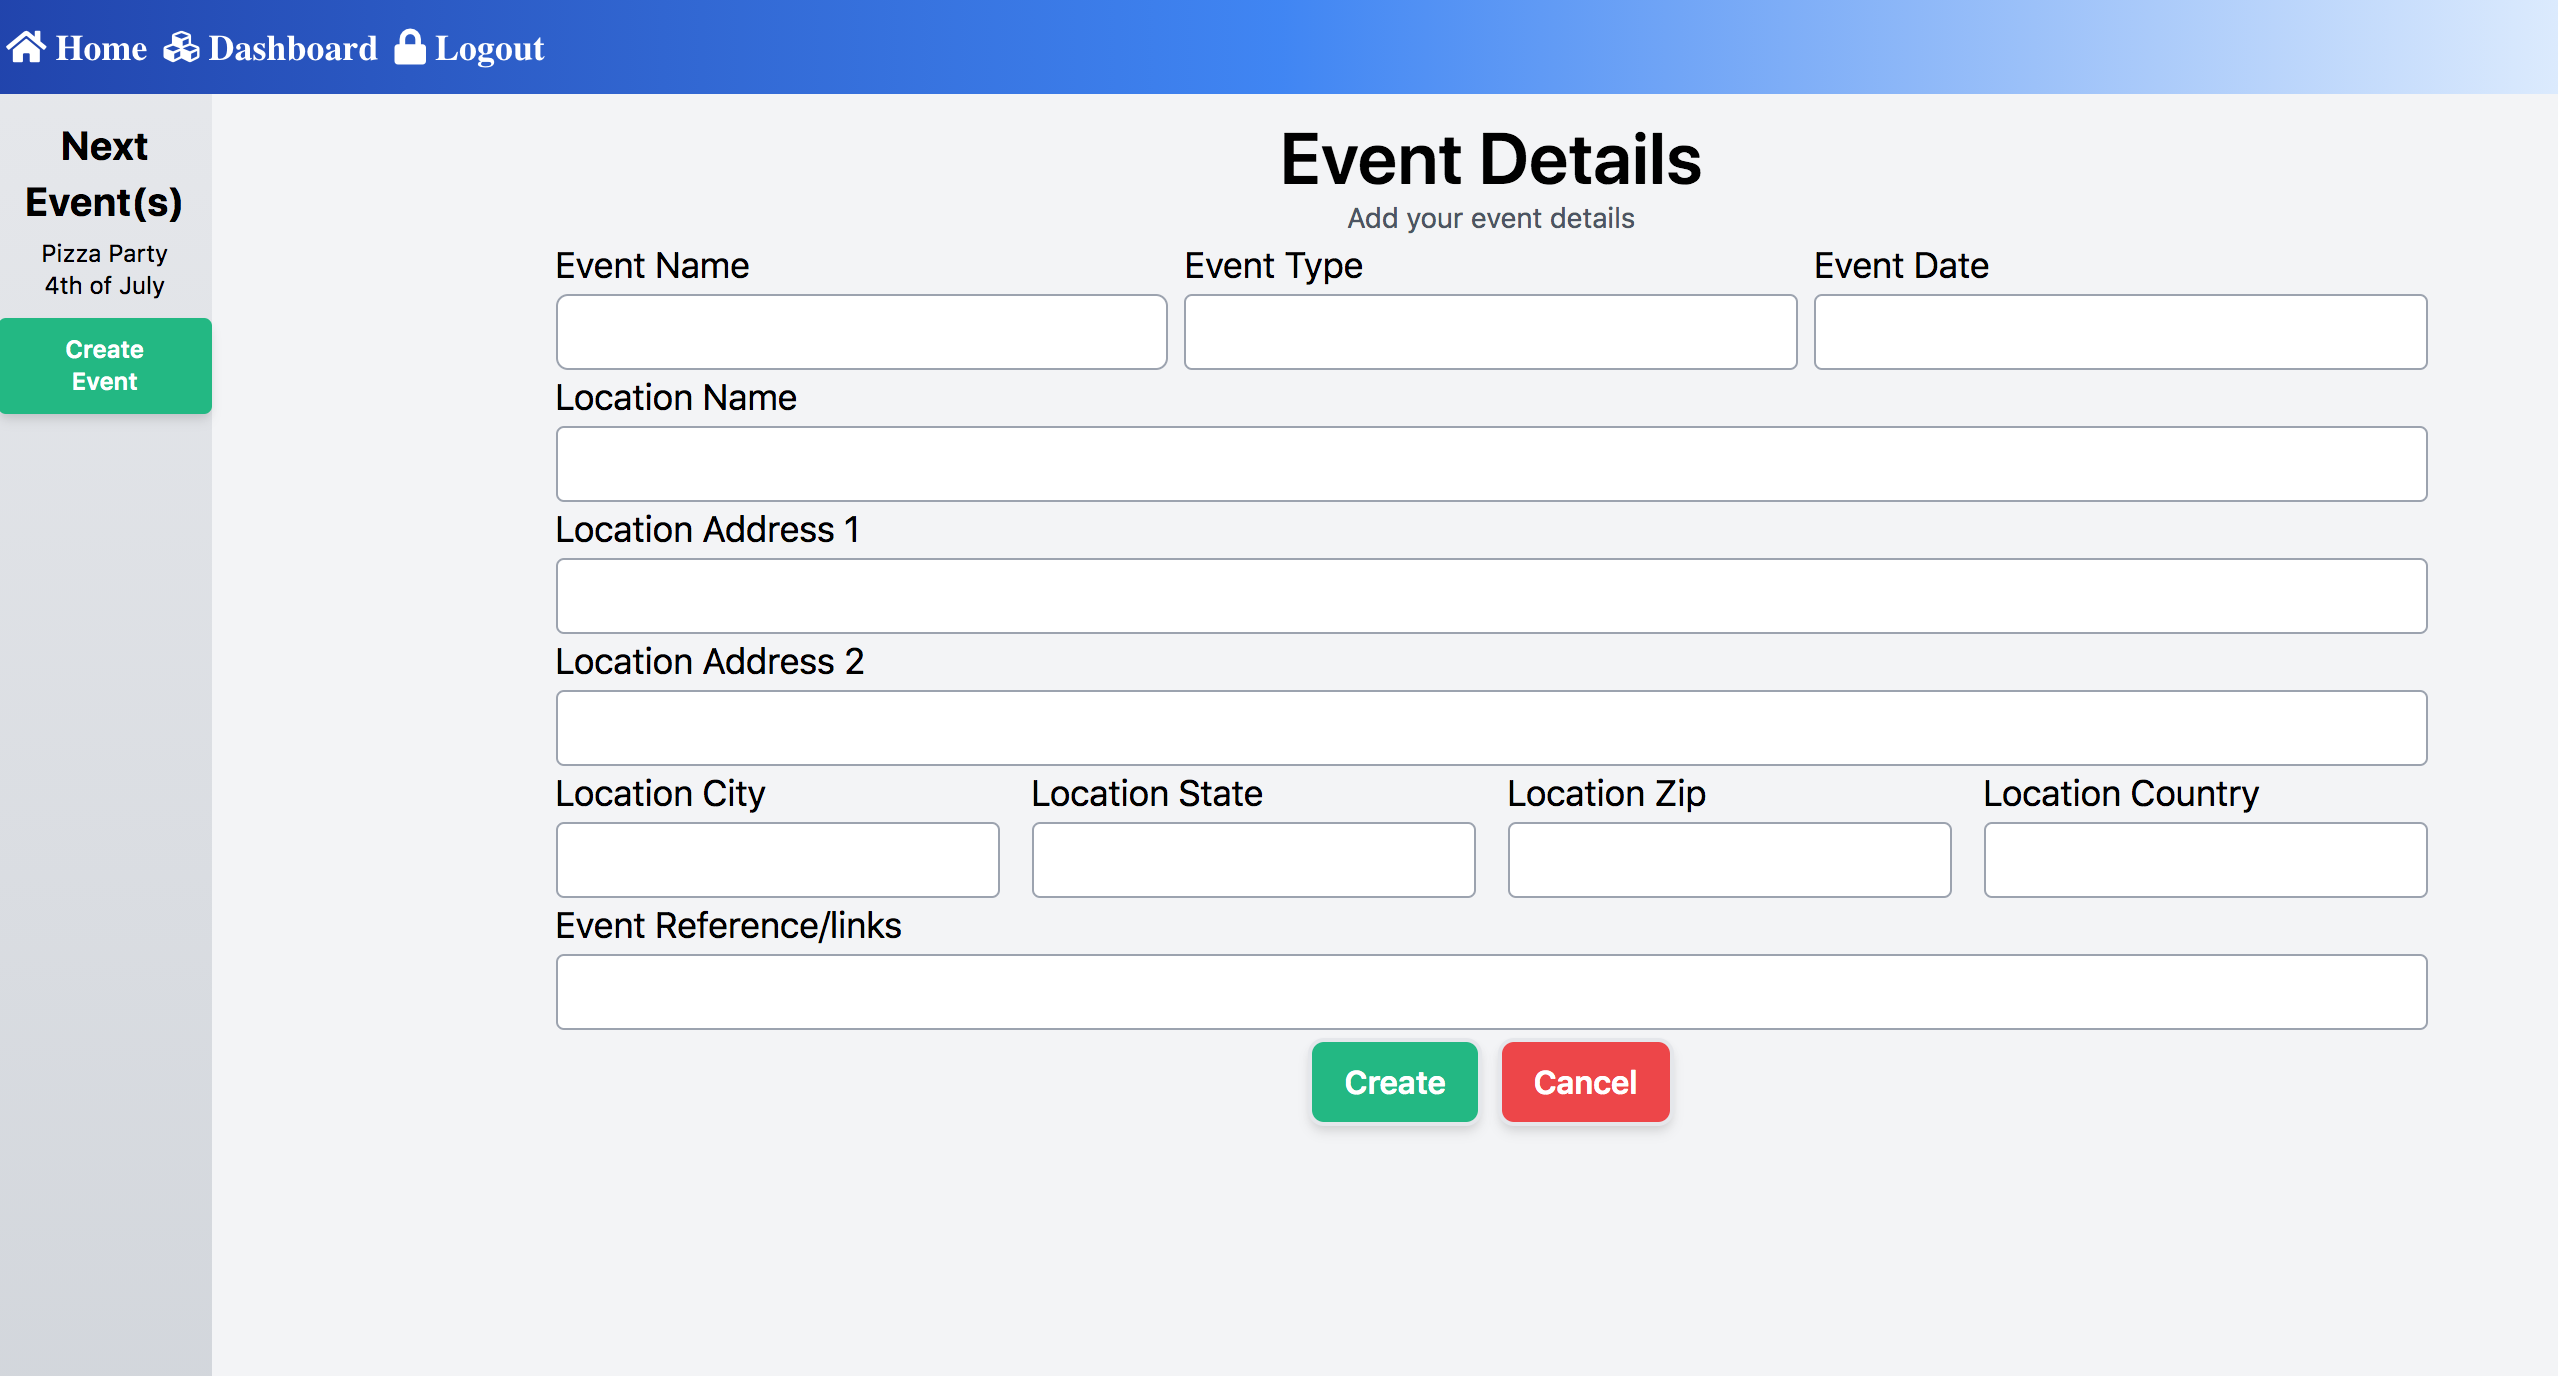 Home Dashboard Logout
Next
Event(s)
Pizza Party
4th of July
Create
Event
Event Details
Add your event details
Event Name Event Type Event Date
Location Name
Location Address 1
Location Address 2
Location City Location State Location Zip Location Country
Event Reference/links
Create Cancel